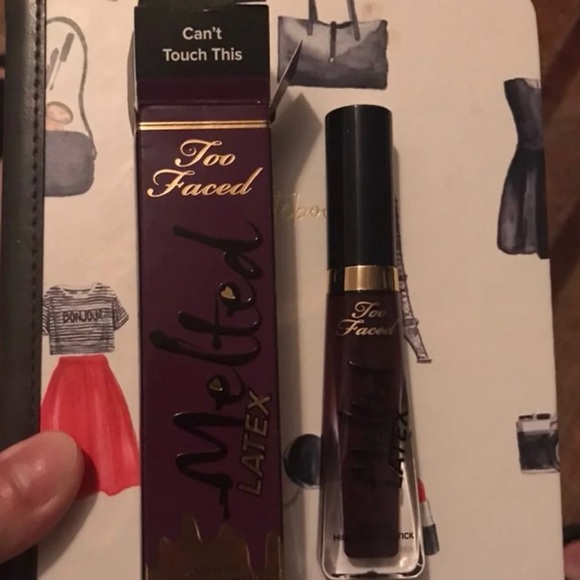 Can't
Touch This
Too
Faced
Melted
LATEX
Too
Faced
Melted
LATEX
BONJOUR